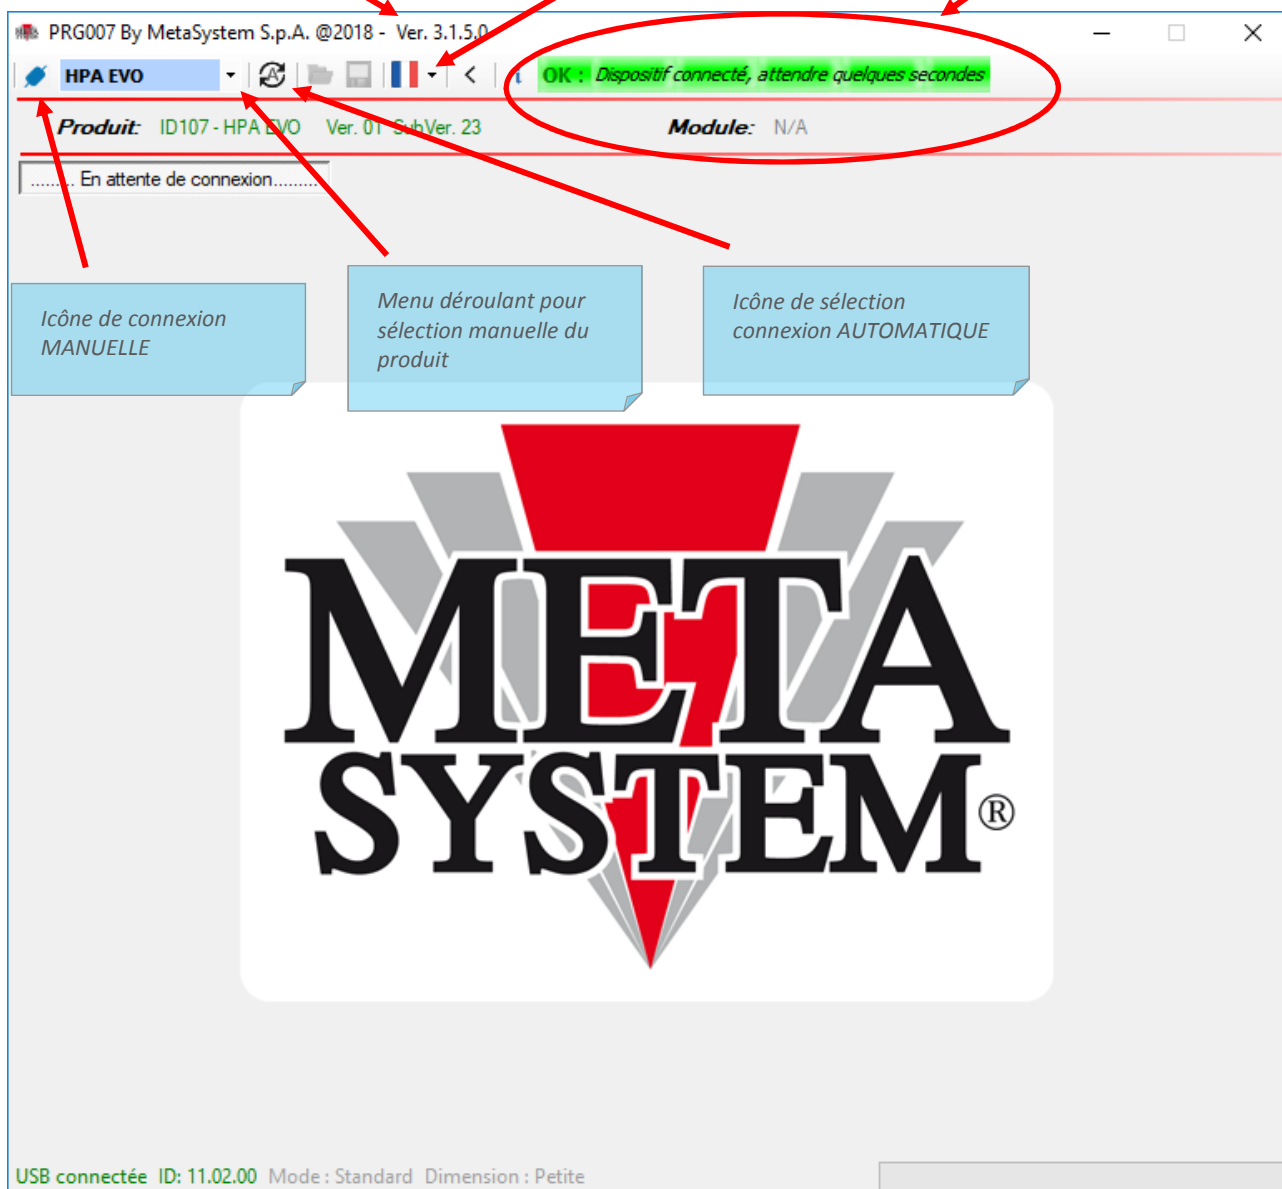 PRG007 By MetaSystem S.p.A. @2018 - Ver. 3.1.5.0
HPA EVO
OK : Dispositif connecté, attendre quelques secondes
Produit: ID107 - HPA EVO Ver. 01 SubVer. 23 Module: N/A
......... En attente de connexion.........
Icône de connexion
MANUELLE
Menu déroulant pour
sélection manuelle du
produit
Icône de sélection
connexion AUTOMATIQUE
META
SYSTEM®
USB connectée ID: 11.02.00 Mode : Standard Dimension : Petite